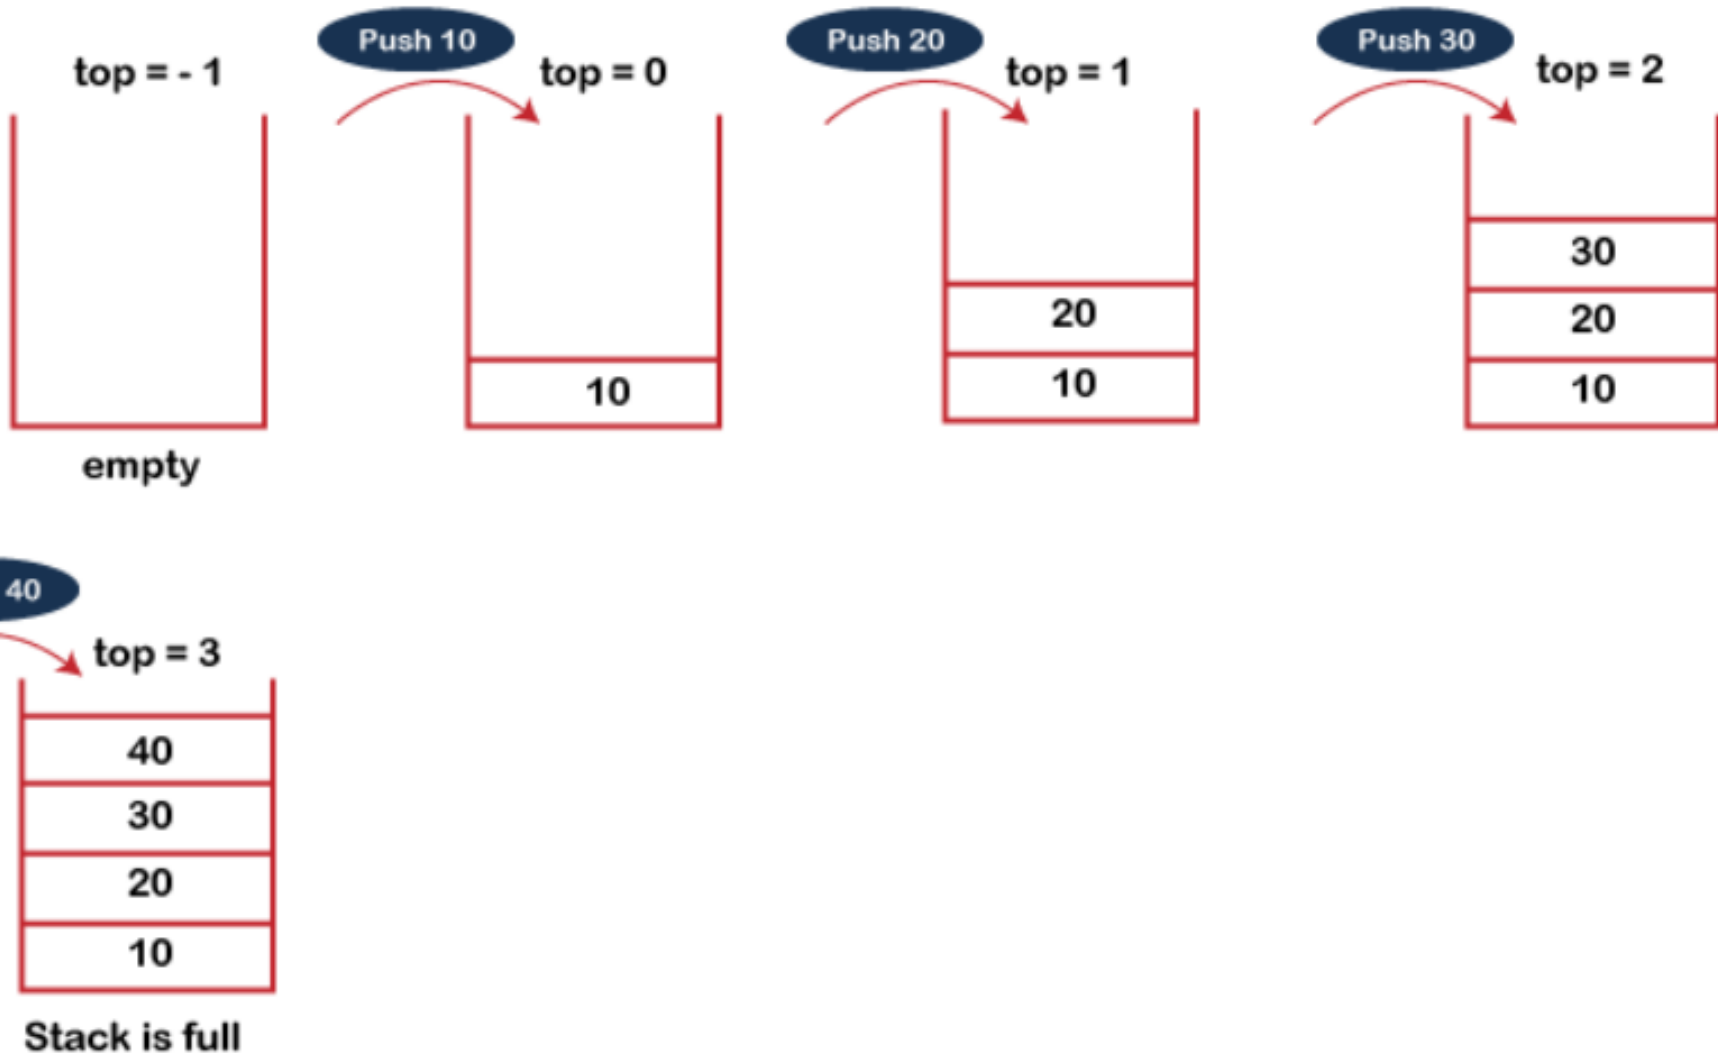 Push 10
Push 20
Push 30
top = - 1
top = 0
top = 1
top = 2
10
20
10
30
20
10
empty
40
top = 3
40
30
20
10
Stack is full